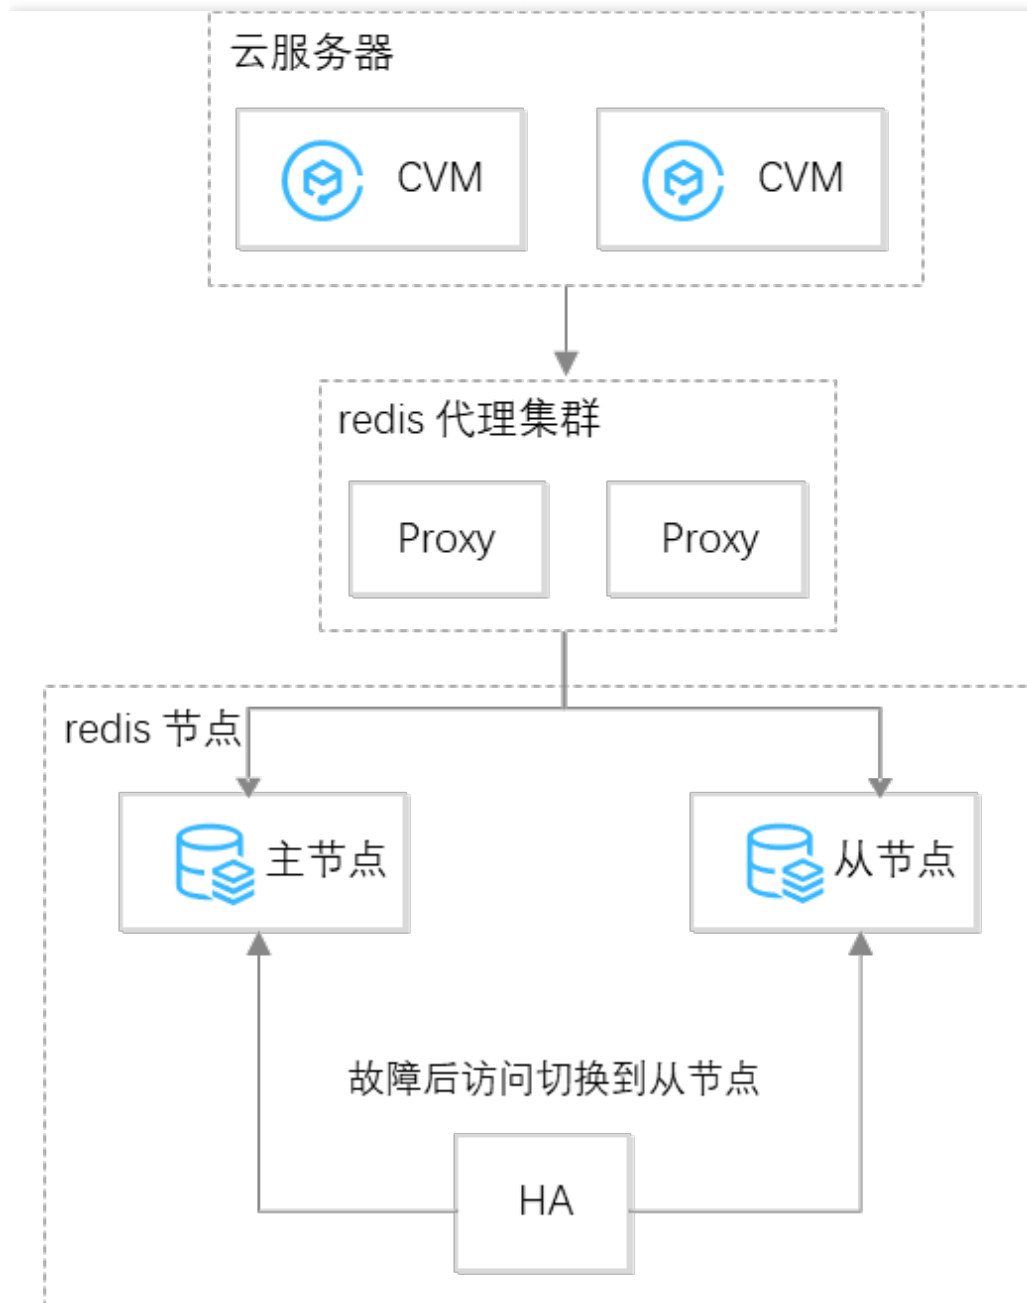 云服务器
CVM
CVM
redis 代理集群
Proxy
Proxy
redis 节点
主节点
从节点
故障后访问切换到从节点
HA